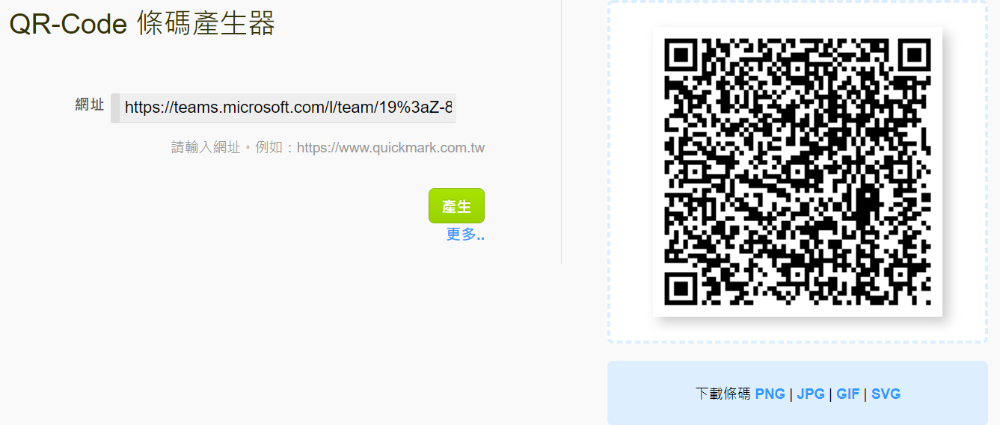 QR-Code 條碼產生器
網址 https://teams.microsoft.com/l/team/19%3aZ-8
請輸入網址。例如：https://www.quickmark.com.tw
產生
更多..
下載條碼 PNG | JPG | GIF | SVG